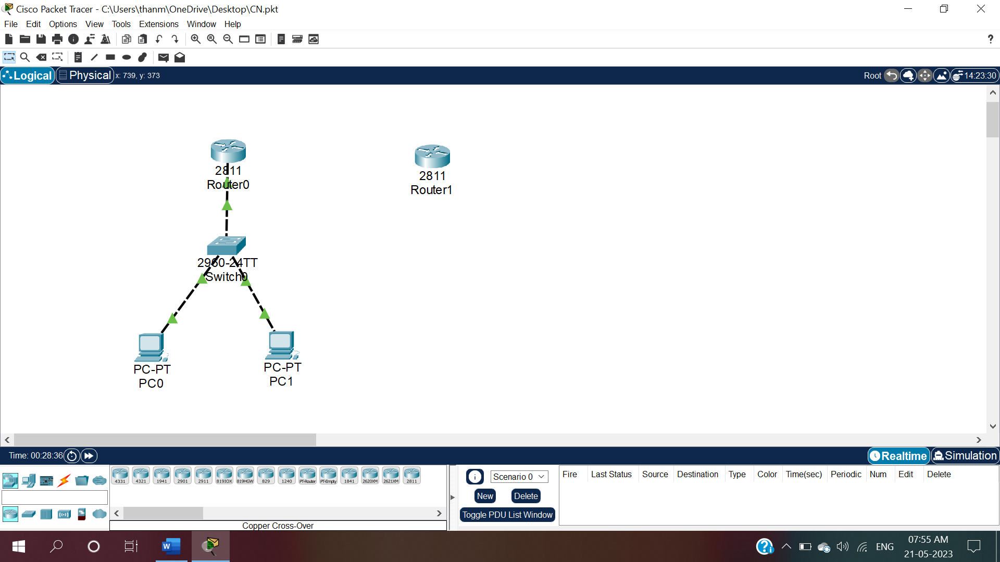 Cisco Packet Tracer - C:\Users\thanm\OneDrive\Desktop\CN.pkt
File Edit Options View Tools Extensions Window Help
?
Logical Physical x: 739, y: 373 Root 14:23:30
2811
Router0
2811
Router1
2960-24TT
Switch0
PC-PT
PC0
PC-PT
PC1
Time: 00:28:36 Realtime Simulation
4331 4321 1941 2901 2911 819IOX 819HGW 829 1240 PT-Router PT-Empty 1841 2620XM 2621XM 2811
Copper Cross-Over
Scenario 0
New Delete
Toggle PDU List Window
Fire Last Status Source Destination Type Color Time(sec) Periodic Num Edit Delete
ENG
07:55 AM
21-05-2023